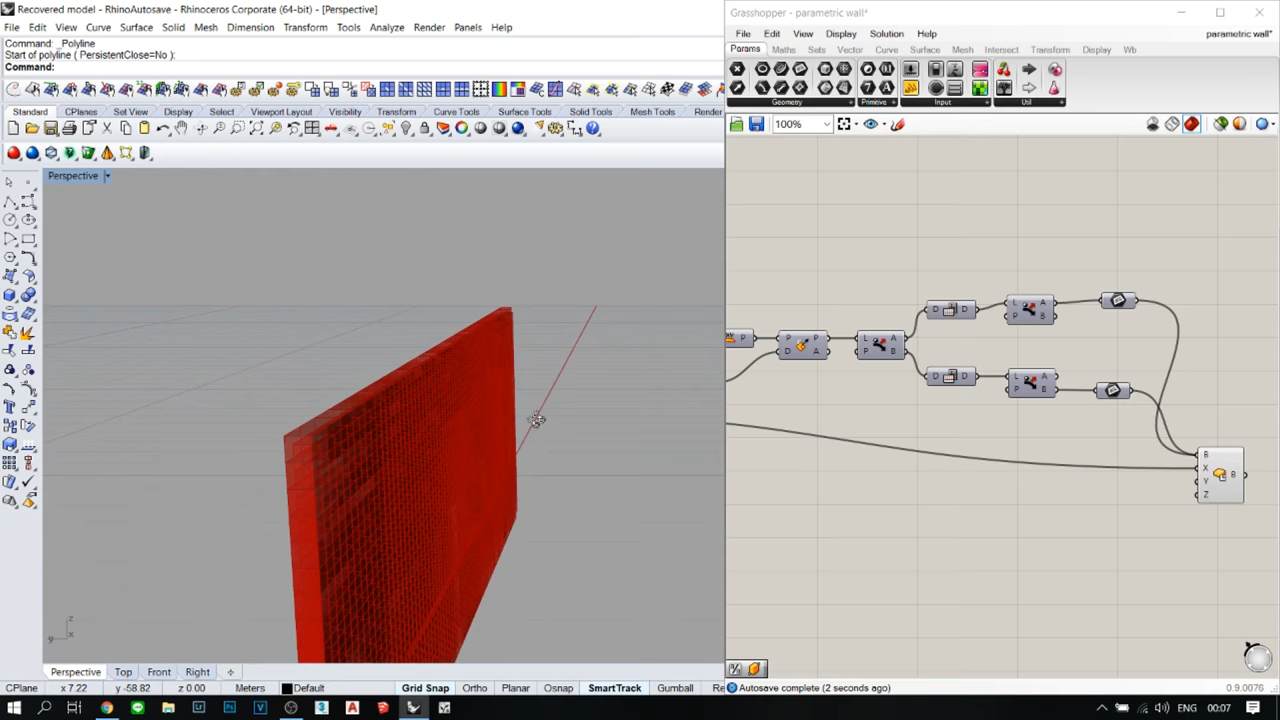 Recovered model - RhinoAutosave - Rhinoceros Corporate (64-bit) - [Perspective]
File Edit View Curve Surface Solid Mesh Dimension Transform Tools Analyze Render Panels Help
Command: _Polyline
Start of polyline ( PersistentClose=No ):
Command:
Standard CPlanes Set View Display Select Viewport Layout Visibility Transform Curve Tools Surface Tools Solid Tools Mesh Tools Render
Perspective
z
y x
Perspective Top Front Right
CPlane x 7.22 y -58.82 z 0.00 Meters Default Grid Snap Ortho Planar Osnap SmartTrack Gumball Re
Grasshopper - parametric wall*
File Edit View Display Solution Help parametric wall*
Params Maths Sets Vector Curve Surface Mesh Intersect Transform Display Wb
Geometry Primitive Input Util
100%
D D
L A
P B
P
P P
D A
L A
P B
D D
L A
P B
B
X B
Y
Z
Autosave complete (2 seconds ago) 0.9.0076
ENG 00:07